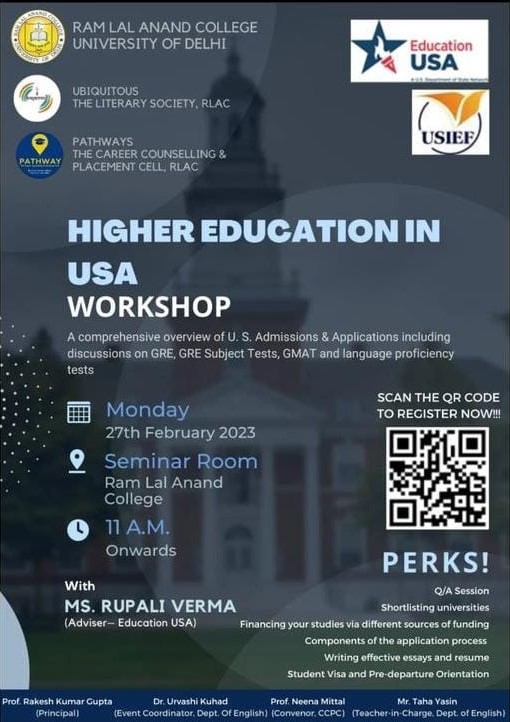 RAM LAL ANAND COLLEGE
UNIVERSITY OF DELHI
UBIQUITOUS
THE LITERARY SOCIETY, RLAC
PATHWAY
PATHWAYS
THE CAREER COUNSELLING &
PLACEMENT CELL, RLAC
Education
USA
A U.S. Department of State Network
USIEF
HIGHER EDUCATION IN
USA
WORKSHOP
A comprehensive overview of U. S. Admissions & Applications including
discussions on GRE, GRE Subject Tests, GMAT and language proficiency
tests
Monday
27th February 2023
Seminar Room
Ram Lal Anand
College
11 A.M.
Onwards
SCAN THE QR CODE
TO REGISTER NOW!!!
With
MS. RUPALI VERMA
(Adviser– Education USA)
PERKS!
Q/A Session
Shortlisting universities
Financing your studies via different sources of funding
Components of the application process
Writing effective essays and resume
Student Visa and Pre-departure Orientation
Prof. Rakesh Kumar Gupta
(Principal)
Dr. Urvashi Kuhad
(Event Coordinator, Dept. Of English)
Prof. Neena Mittal
(Convenor, CCPC)
Mr. Taha Yasin
(Teacher-in-Charge, Dept. of English)